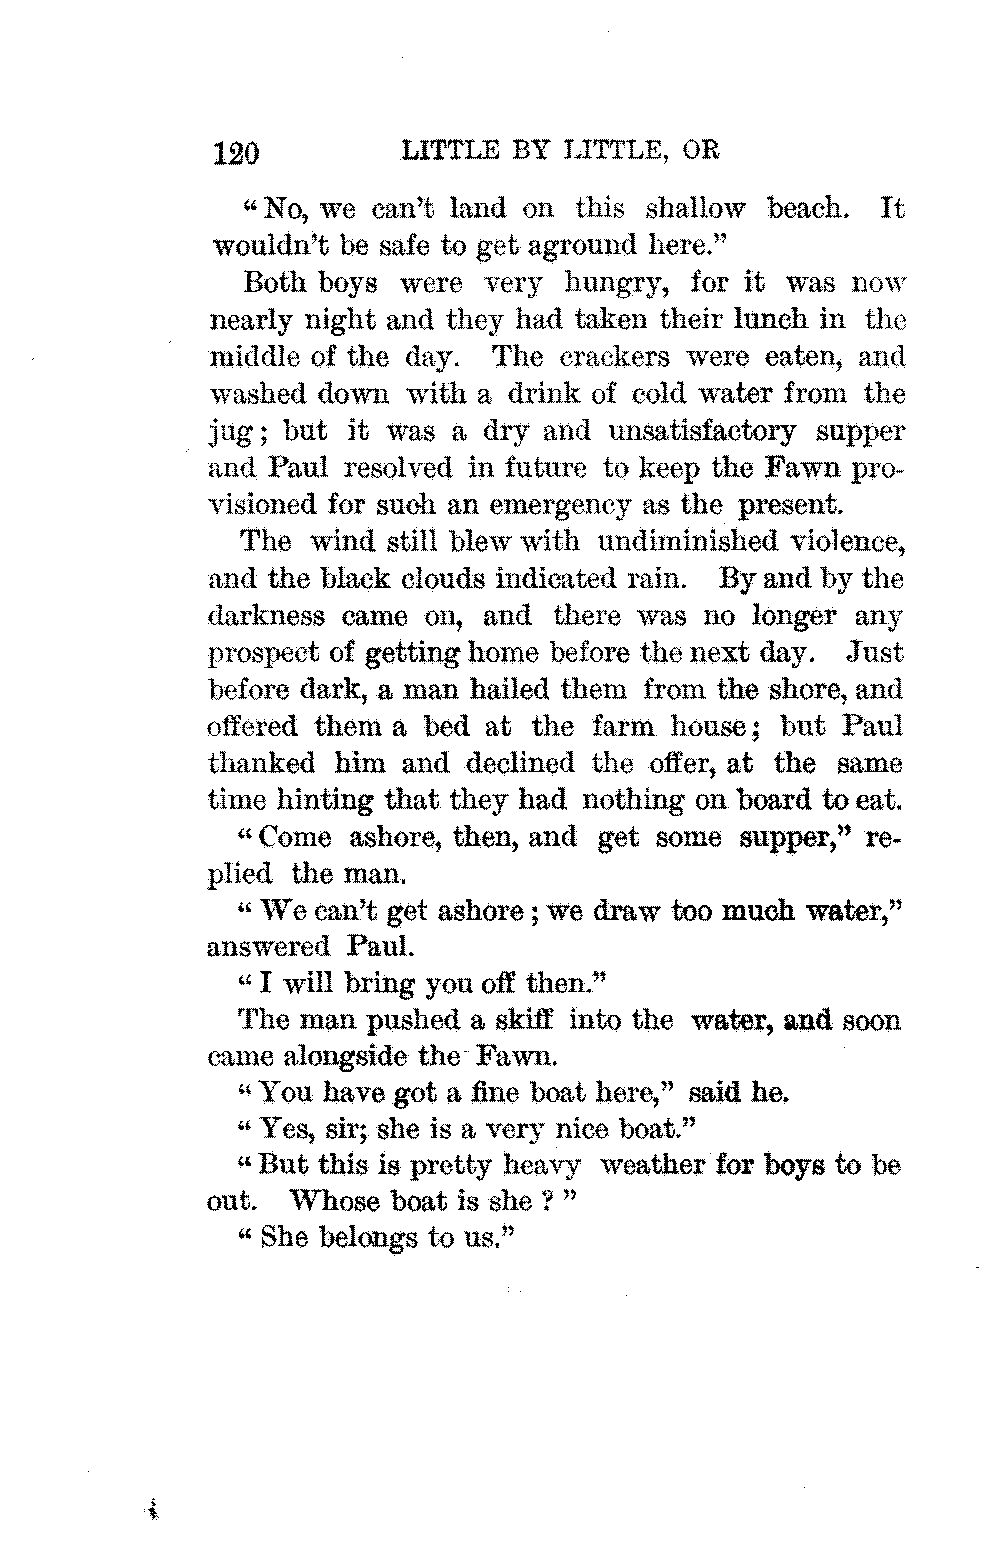 120 LITTLE BY LITTLE, OR
"No, we can't land on this shallow beach. It
wouldn't be safe to get aground here."
Both boys were very hungry, for it was now
nearly night and they had taken their lunch in the
middle of the day. The crackers were eaten, and
washed down with a drink of cold water from the
jug; but it was a dry and unsatisfactory supper
and Paul resolved in future to keep the Fawn pro-
visioned for such an emergency as the present.
The wind still blew with undiminished violence,
and the black clouds indicated rain. By and by the
darkness came on, and there was no longer any
prospect of getting home before the next day. Just
before dark, a man hailed them from the shore, and
offered them a bed at the farm house; but Paul
thanked him and declined the offer, at the same
time hinting that they had nothing on board to eat.
"Come ashore, then, and get some supper," re-
plied the man.
"We can't get ashore; we draw too much water,"
answered Paul.
"I will bring you off then."
The man pushed a skiff into the water, and soon
came alongside the Fawn.
"You have got a fine boat here," said he.
"Yes, sir; she is a very nice boat."
"But this is pretty heavy weather for boys to be
out. Whose boat is she?"
"She belongs to us."